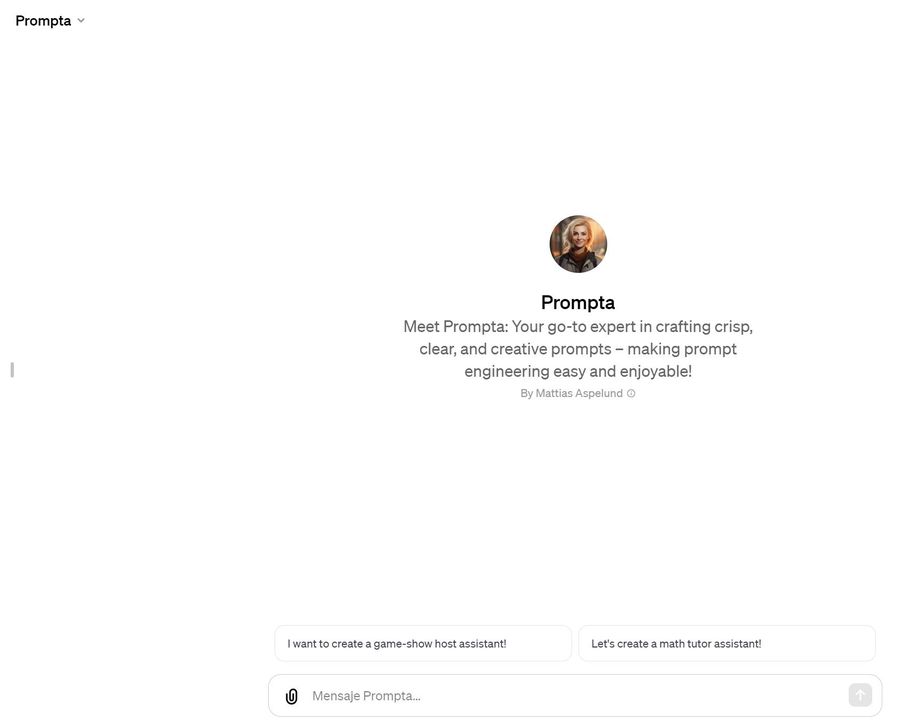 Prompta
Prompta
Meet Prompta: Your go-to expert in crafting crisp,
clear, and creative prompts – making prompt
engineering easy and enjoyable!
By Mattias Aspelund
I want to create a game-show host assistant!
Let's create a math tutor assistant!
Mensaje Prompta...